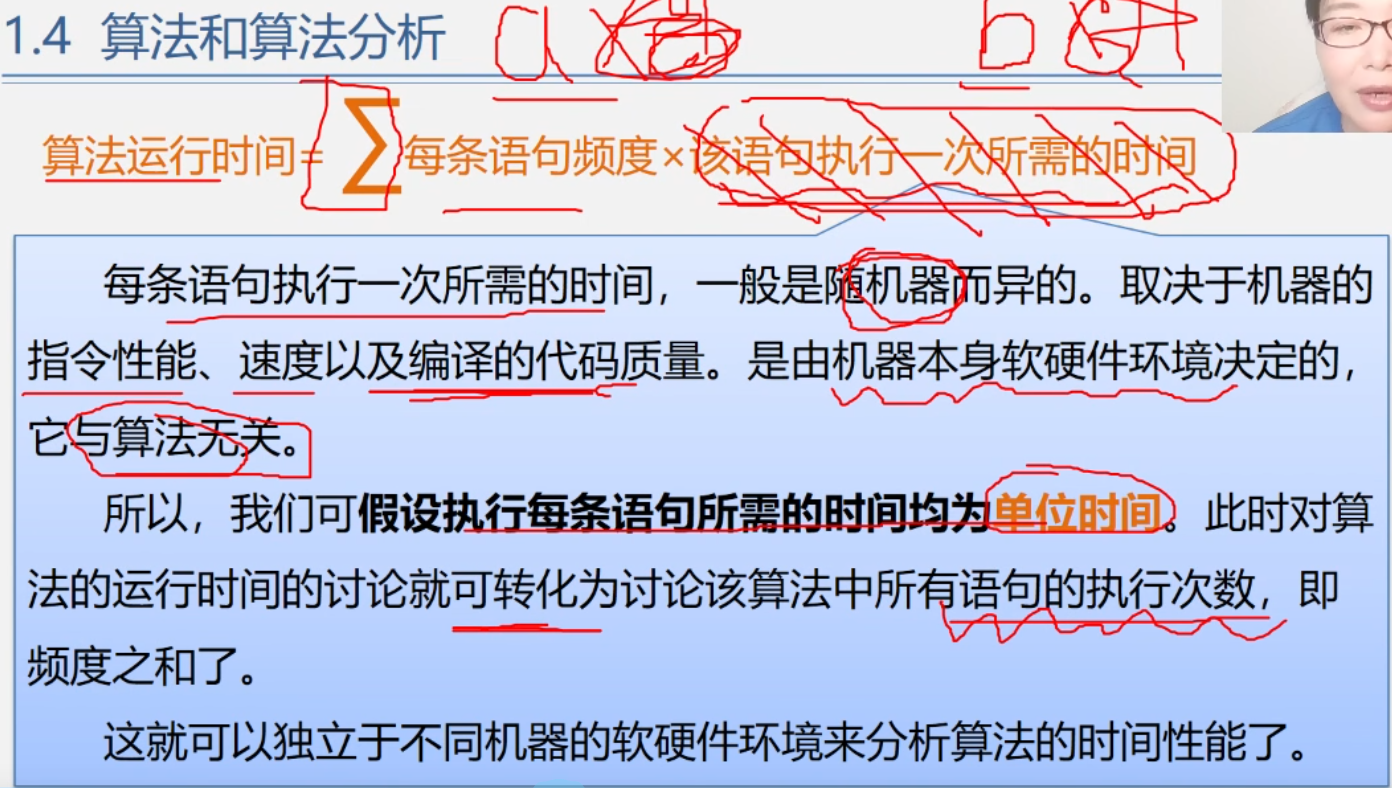 1.4 算法和算法分析
a
b
算法运行时间=∑每条语句频度×该语句执行一次所需的时间
每条语句执行一次所需的时间，一般是随机器而异的。取决于机器的
指令性能、速度以及编译的代码质量。是由机器本身软硬件环境决定的，
它与算法无关。
所以，我们可假设执行每条语句所需的时间均为单位时间。此时对算
法的运行时间的讨论就可转化为讨论该算法中所有语句的执行次数，即
频度之和了。
这就可以独立于不同机器的软硬件环境来分析算法的时间性能了。